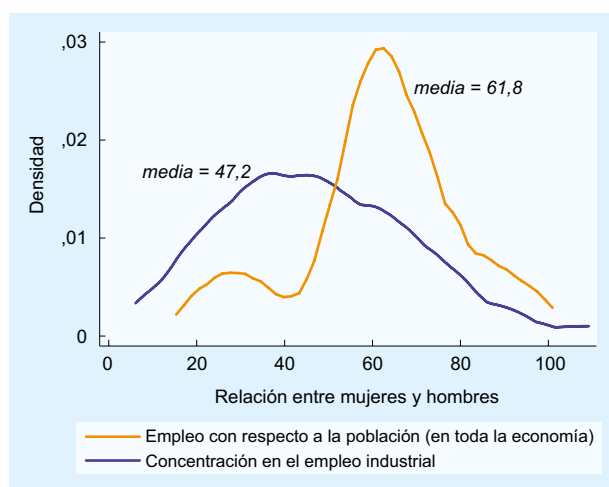 ,03
media = 61,8
,02
media = 47,2
Densidad
,01
0
0 20 40 60 80 100
Relación entre mujeres y hombres
Empleo con respecto a la población (en toda la economía)
Concentración en el empleo industrial